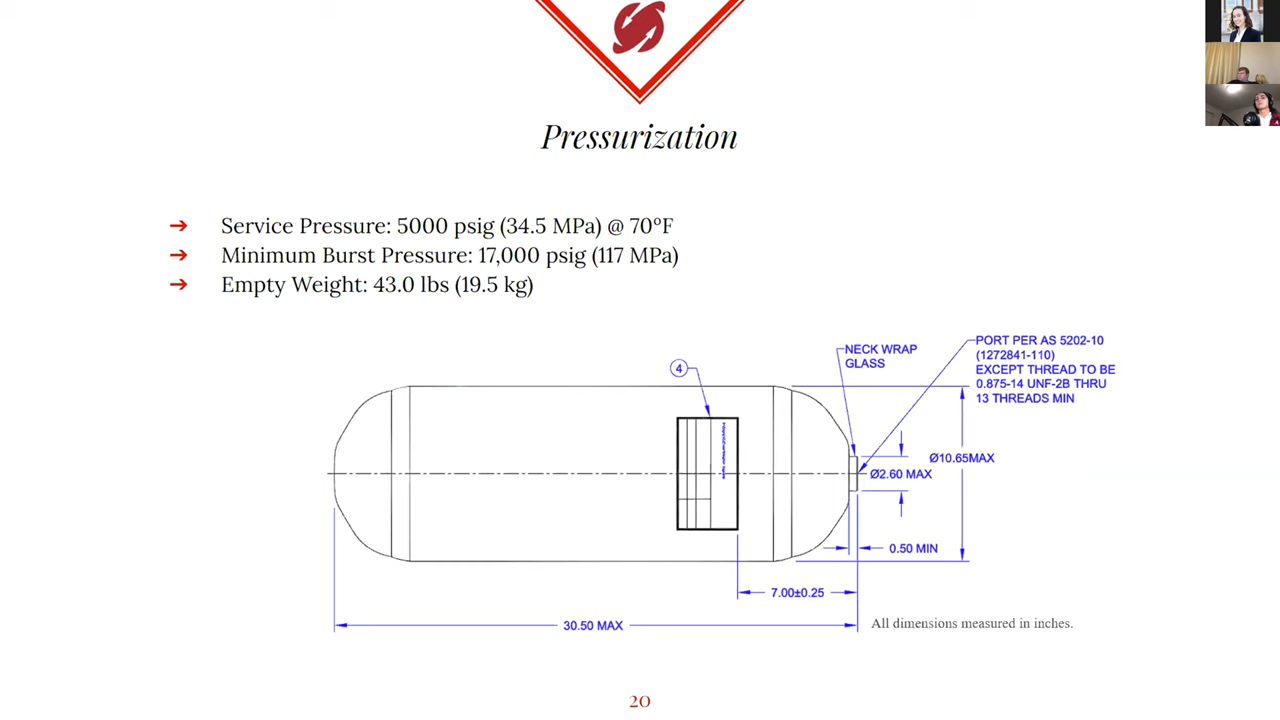 Pressurization
➔ Service Pressure: 5000 psig (34.5 MPa) @ 70°F
➔ Minimum Burst Pressure: 17,000 psig (117 MPa)
➔ Empty Weight: 43.0 lbs (19.5 kg)
4
NECK WRAP
GLASS
PORT PER AS 5202-10
(1272841-110)
EXCEPT THREAD TO BE
0.875-14 UNF-2B THRU
13 THREADS MIN
Ø10.65MAX
Ø2.60 MAX
0.50 MIN
7.00±0.25
30.50 MAX
All dimensions measured in inches.
20